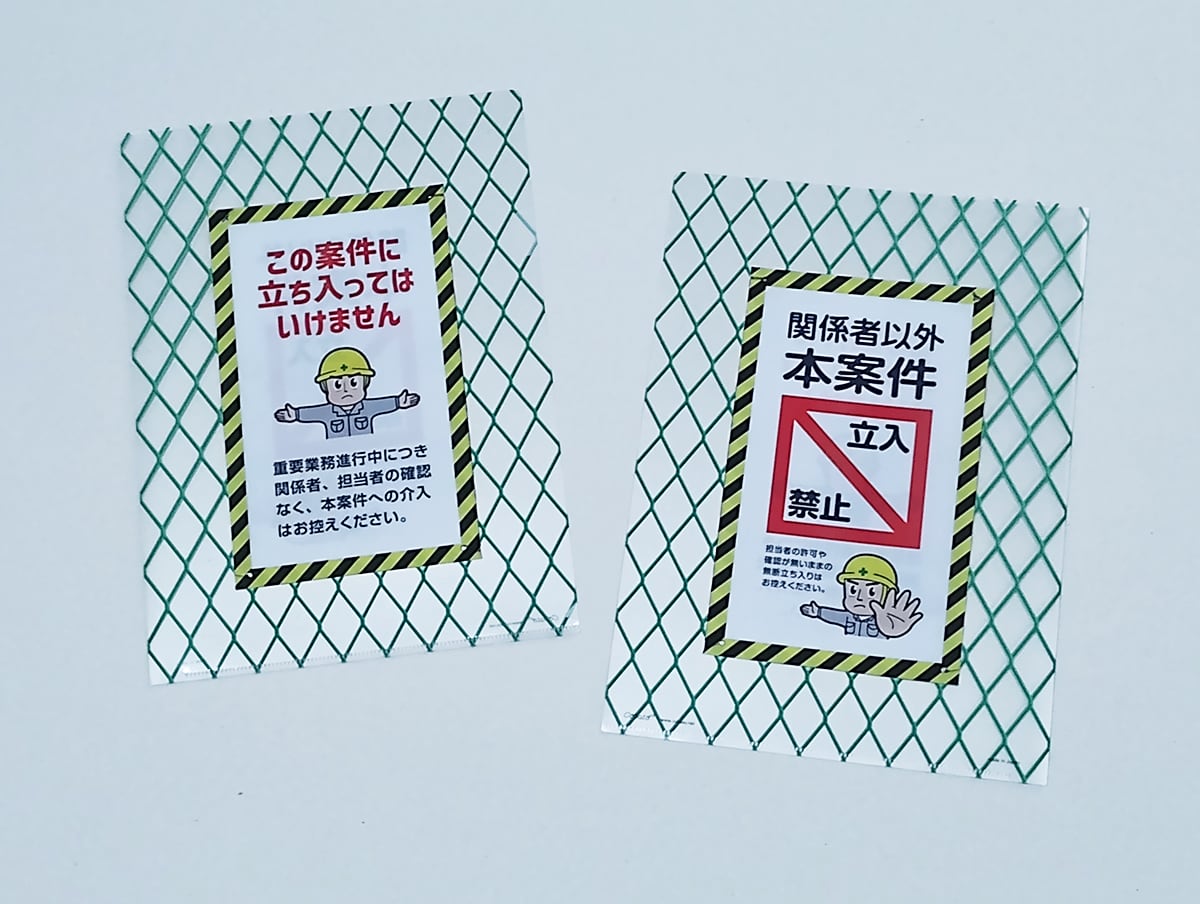 この案件に
立ち入っては
いけません
重要業務進行中につき
関係者、担当者の確認
なく、本案件への介入
はお控えください。
関係者以外
本案件
立入
禁止
担当者の許可や
確認が無いままの
無断立ち入りは
お控えください。